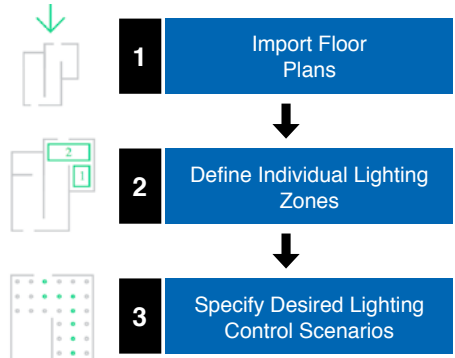 1
Import Floor
Plans
2
1
2
Define Individual Lighting
Zones
3
Specify Desired Lighting
Control Scenarios